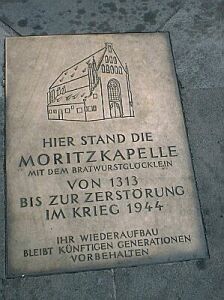 HIER STAND DIE
MORITZKAPELLE
MIT DEM BRATWURSTGLÖCKLEIN
VON 1313
BIS ZUR ZERSTÖRUNG
IM KRIEG 1944
IHR WIEDERAUFBAU
BLEIBT KÜNFTIGEN GENERATIONEN
VORBEHALTEN